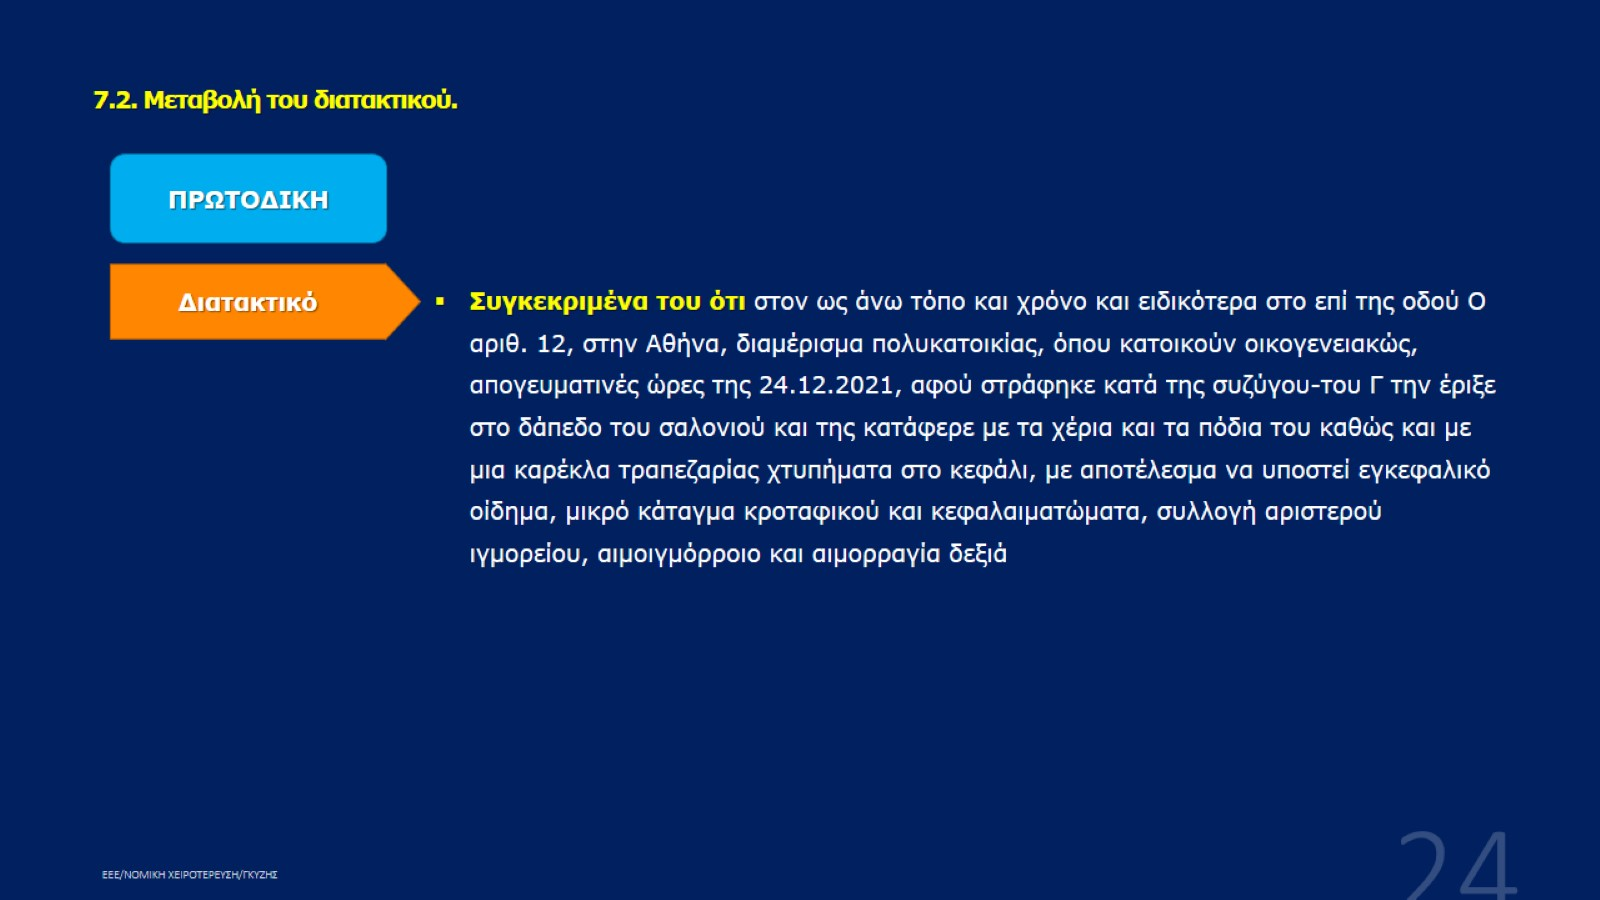 7.2. Μεταβολή του διατακτικού.
ΠΡΩΤΟΔΙΚΗ
Διατακτικό
▪ Συγκεκριμένα του ότι στον ως άνω τόπο και χρόνο και ειδικότερα στο επί της οδού Ο
αριθ. 12, στην Αθήνα, διαμέρισμα πολυκατοικίας, όπου κατοικούν οικογενειακώς,
απογευματινές ώρες της 24.12.2021, αφού στράφηκε κατά της συζύγου-του Γ την έριξε
στο δάπεδο του σαλονιού και της κατάφερε με τα χέρια και τα πόδια του καθώς και με
μια καρέκλα τραπεζαρίας χτυπήματα στο κεφάλι, με αποτέλεσμα να υποστεί εγκεφαλικό
οίδημα, μικρό κάταγμα κροταφικού και κεφαλαιματώματα, συλλογή αριστερού
ιγμορείου, αιμοιγμόρροιο και αιμορραγία δεξιά
ΕΕΕ/ΝΟΜΙΚΗ ΧΕΙΡΟΤΕΡΕΥΣΗ/ΓΚΥΖΗΣ
24